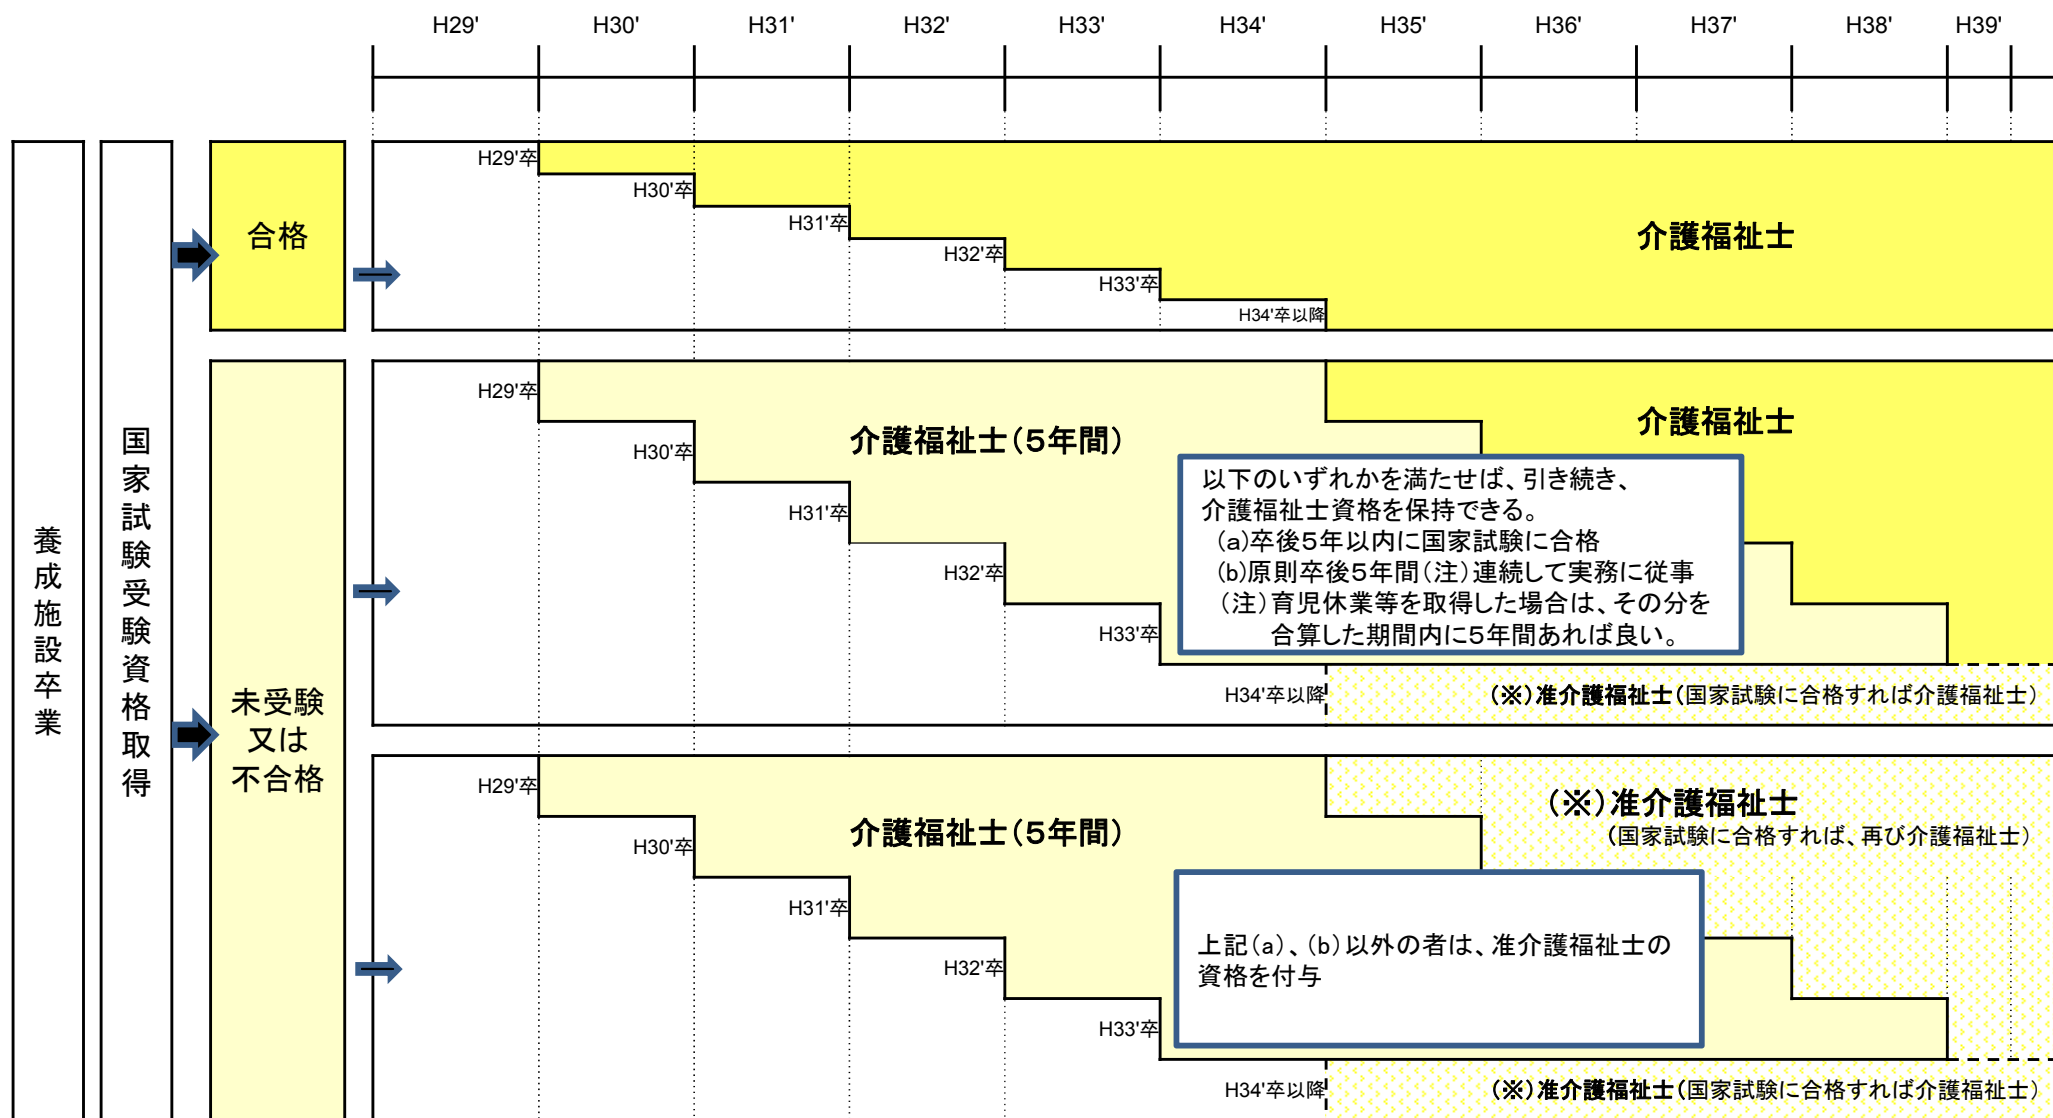 H29' H30' H31' H32' H33' H34' H35' H36' H37' H38' H39'
養成施設卒業
国家試験受験資格取得
合格
H29'卒
H30'卒
H31'卒
H32'卒
H33'卒
H34'卒以降
介護福祉士
未受験
又は
不合格
H29'卒
H30'卒
H31'卒
H32'卒
H33'卒
H34'卒以降
介護福祉士(5年間)
介護福祉士
以下のいずれかを満たせば、引き続き、
介護福祉士資格を保持できる。
(a)卒後5年以内に国家試験に合格
(b)原則卒後5年間(注)連続して実務に従事
(注)育児休業等を取得した場合は、その分を
合算した期間内に5年間あれば良い。
(※)准介護福祉士(国家試験に合格すれば介護福祉士)
H29'卒
H30'卒
H31'卒
H32'卒
H33'卒
H34'卒以降
介護福祉士(5年間)
(※)准介護福祉士
(国家試験に合格すれば、再び介護福祉士)
上記(a)、(b)以外の者は、准介護福祉士の
資格を付与
(※)准介護福祉士(国家試験に合格すれば介護福祉士)